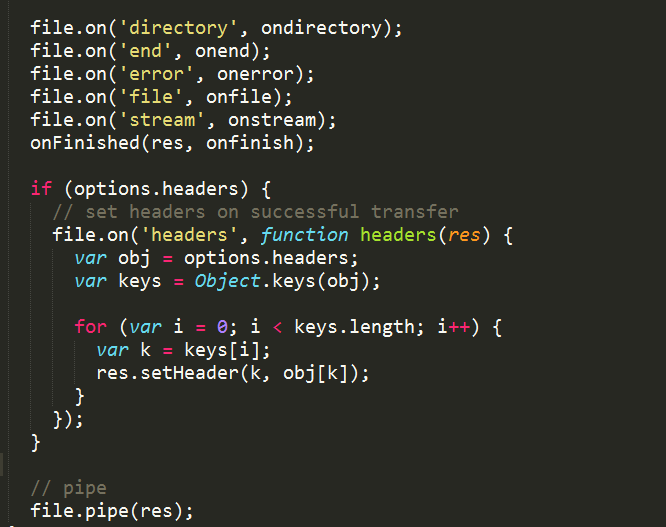 file.on('directory', ondirectory);
file.on('end', onend);
file.on('error', onerror);
file.on('file', onfile);
file.on('stream', onstream);
onFinished(res, onfinish);

if (options.headers) {
  // set headers on successful transfer
  file.on('headers', function headers(res) {
    var obj = options.headers;
    var keys = Object.keys(obj);

    for (var i = 0; i < keys.length; i++) {
      var k = keys[i];
      res.setHeader(k, obj[k]);
    }
  });
}

// pipe
file.pipe(res);